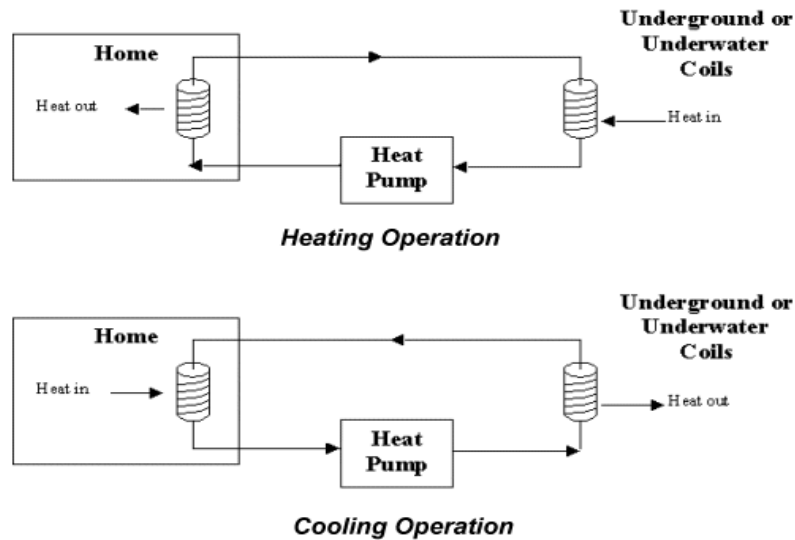 Underground or
Underwater
Coils
Home
Heat out
Heat in
Heat
Pump
Heating Operation
Underground or
Underwater
Coils
Home
Heat in
Heat out
Heat
Pump
Cooling Operation